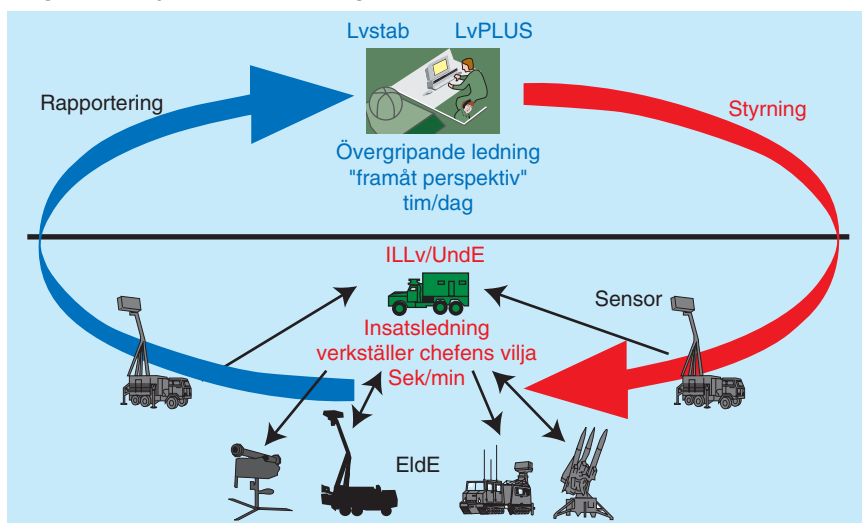 Lvstab LvPLUS
Rapportering
Styrning
Övergripande ledning
"framåt perspektiv"
tim/dag
ILLv/UndE
Sensor
Insatsledning
verkställer chefens vilja
Sek/min
EldE